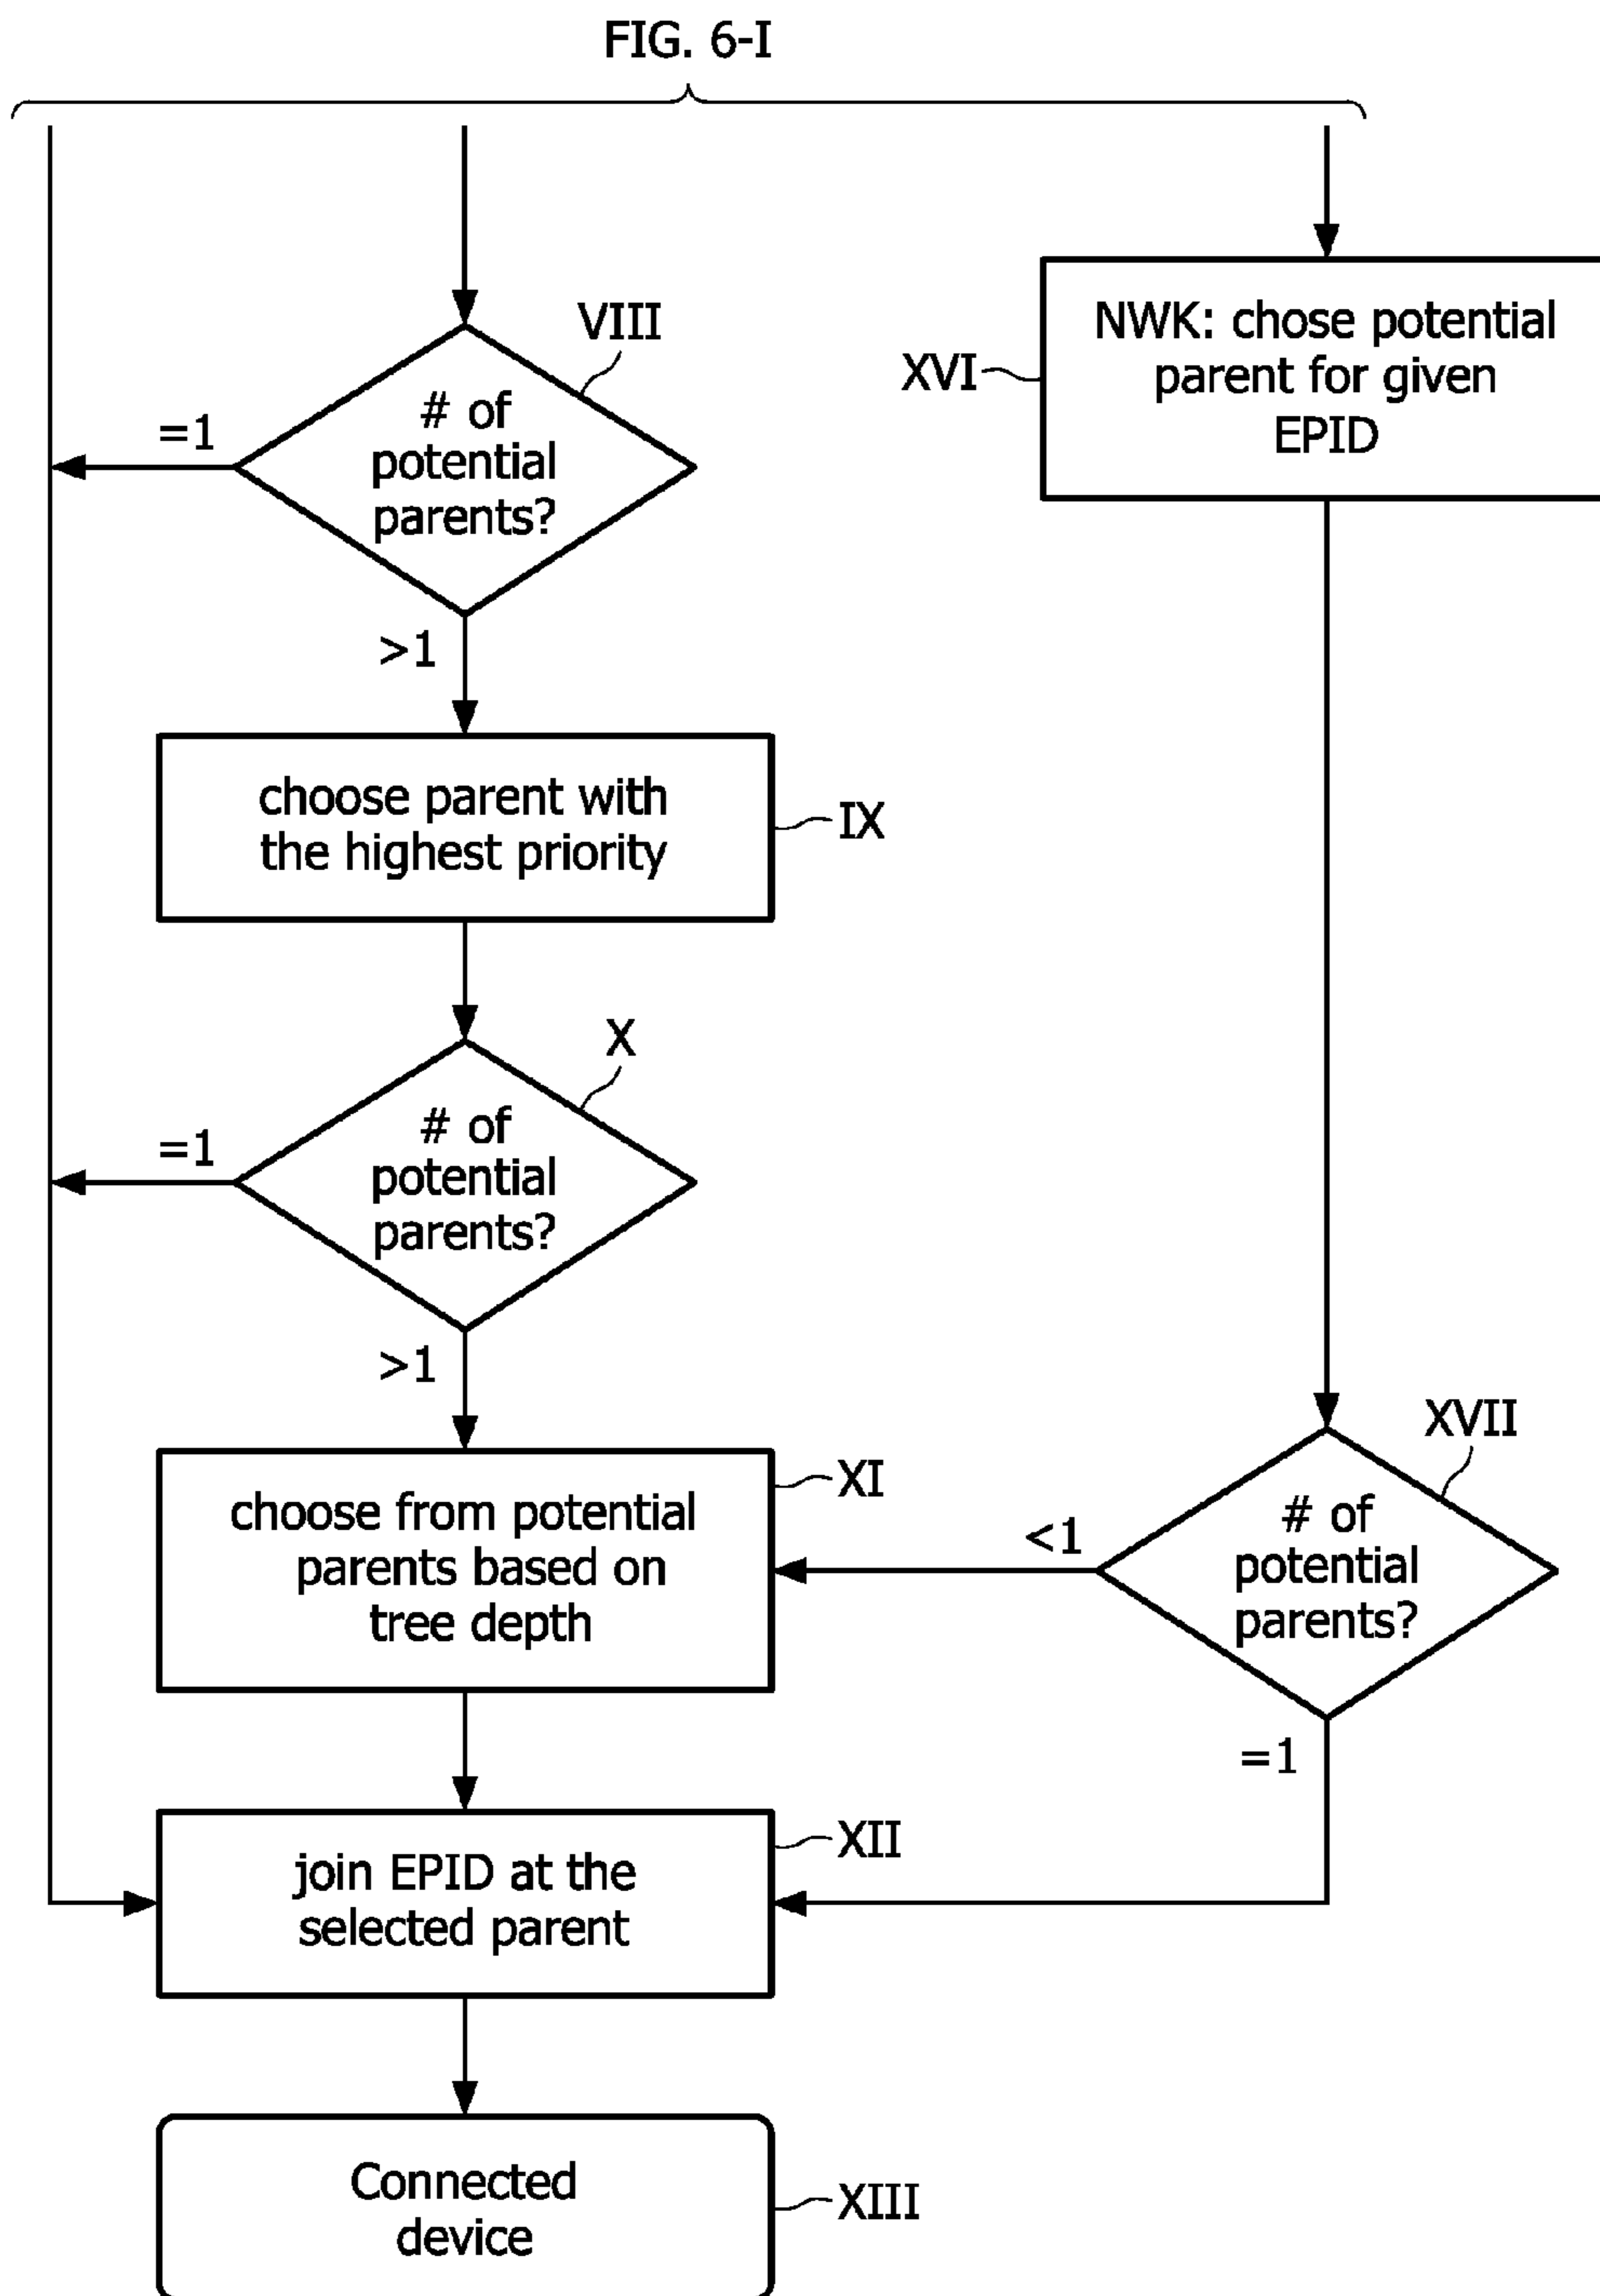 FIG. 6-I
VIII
# of
potential
parents?
=1
>1
NWK: chose potential
parent for given
EPID
XVI
choose parent with
the highest priority
IX
X
# of
potential
parents?
=1
>1
XI
choose from potential
parents based on
tree depth
XVII
# of
potential
parents?
<1
=1
XII
join EPID at the
selected parent
Connected
device
XIII